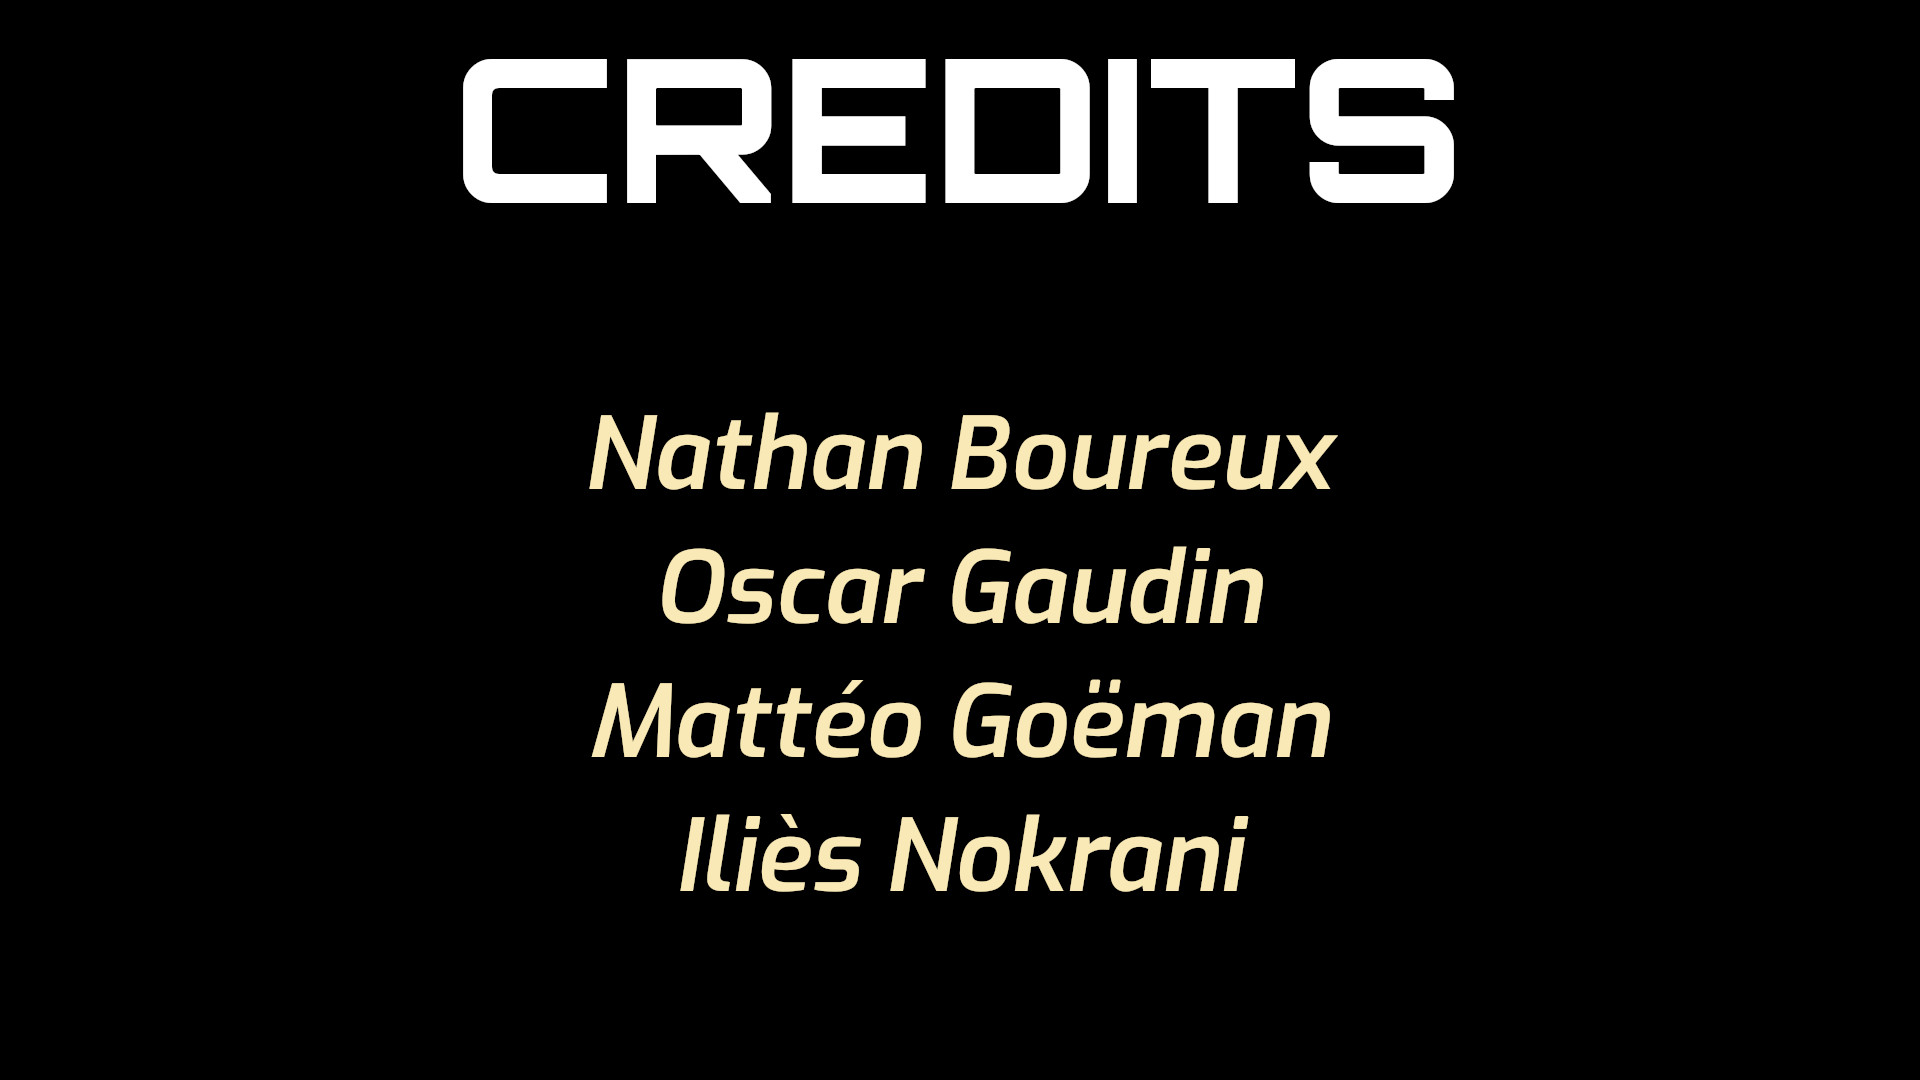 CREDITS
Nathan Boureux
Oscar Gaudin
Mattéo Goëman
Iliès Nokrani